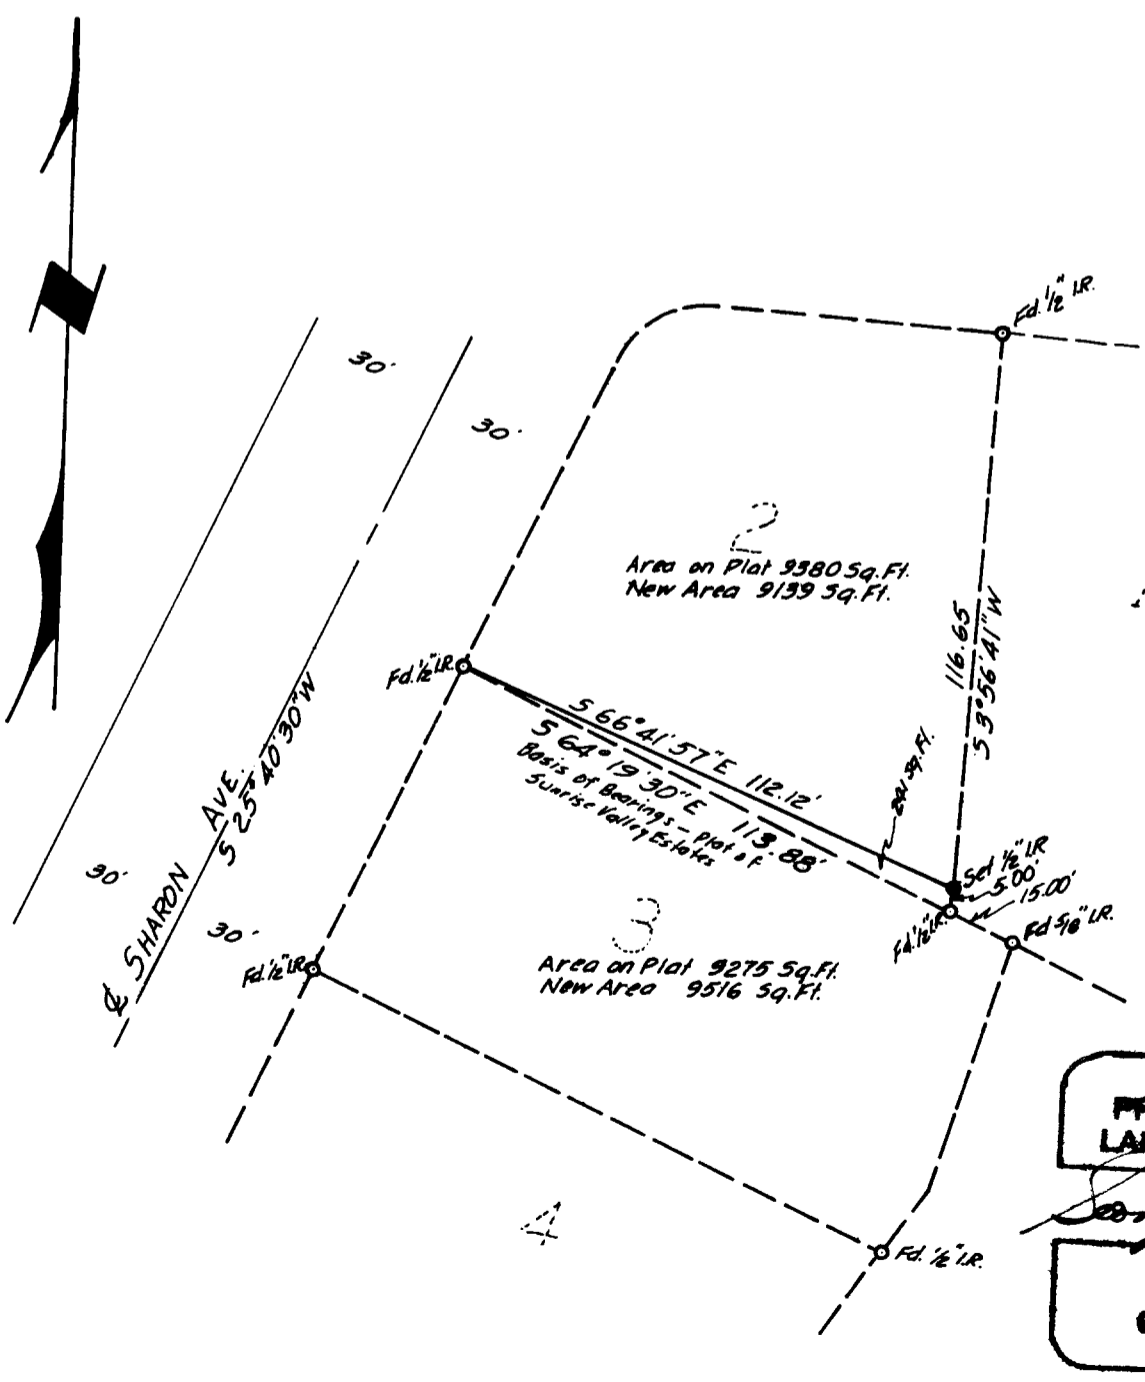 Fd. 1/2" I.R.
30'
30'
2
Area on Plat 9380 Sq.Ft.
New Area 9139 Sq.Ft.
116.65
S 3°56'41"W
Fd. 1/2" I.R.
S 66°41'57"E 112.12'
S 64°19'30"E 113.88'
Basis of Bearings - Plat of
Sunrise Valley Estates
241 Sq.Ft.
℄ SHARON AVE.
S 25°40'30"W
30'
30'
Set 1/2" I.R
5.00'
15.00'
Fd. 1/2" I.R.
Fd 5/8" I.R.
3
Area on Plat 9275 Sq.Ft.
New Area 9516 Sq.Ft.
Fd. 1/2" I.R.
4
Fd. 1/2" I.R.